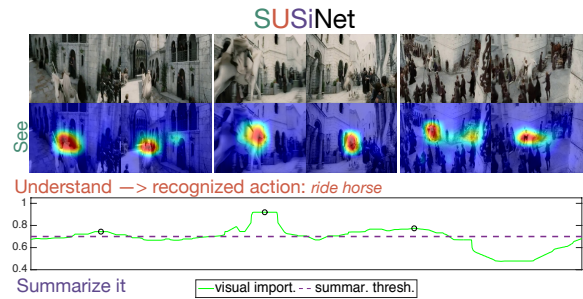 SUSiNet
See
Understand —> recognized action: ride horse
1
0.8
0.6
0.4
Summarize it
visual import.
summar. thresh.